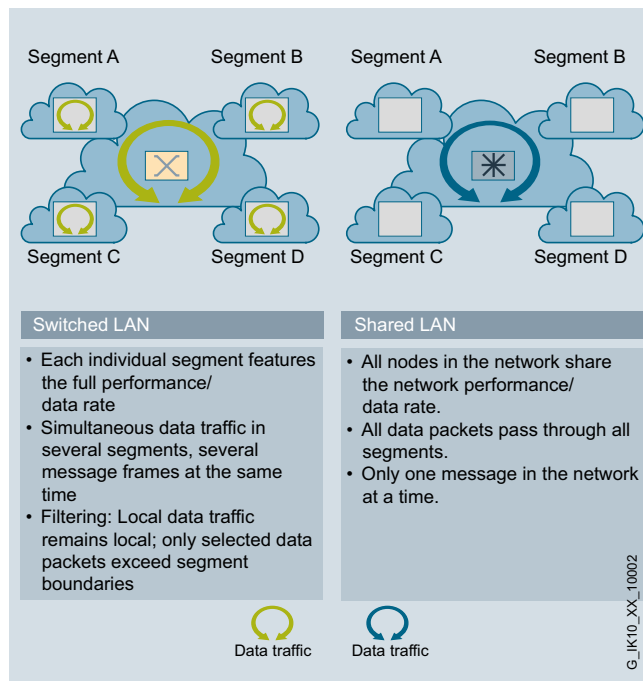 Segment A
Segment B
Segment C
Segment D
Segment A
Segment B
Segment C
Segment D
Switched LAN
• Each individual segment features
the full performance/
data rate
• Simultaneous data traffic in
several segments, several
message frames at the same
time
• Filtering: Local data traffic
remains local; only selected data
packets exceed segment
boundaries
Shared LAN
• All nodes in the network share
the network performance/
data rate.
• All data packets pass through all
segments.
• Only one message in the network
at a time.
Data traffic
Data traffic
G_IK10_XX_10002